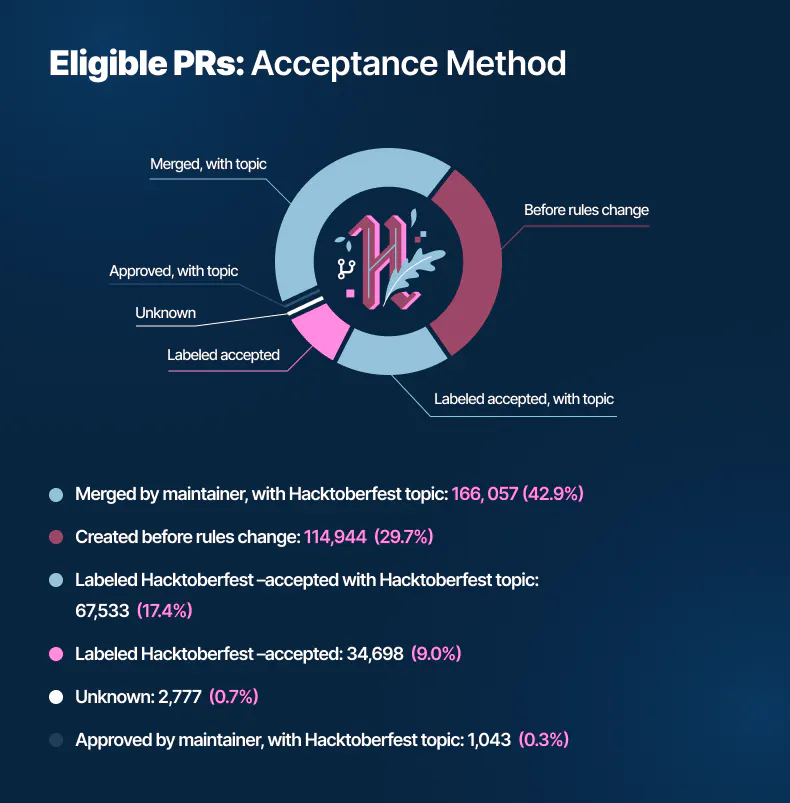 Eligible PRs: Acceptance Method
Merged, with topic
Before rules change
Approved, with topic
Unknown
Labeled accepted
Labeled accepted, with topic
H
Merged by maintainer, with Hacktoberfest topic: 166, 057 (42.9%)
Created before rules change: 114,944 (29.7%)
Labeled Hacktoberfest –accepted with Hacktoberfest topic:
67,533 (17.4%)
Labeled Hacktoberfest –accepted: 34,698 (9.0%)
Unknown: 2,777 (0.7%)
Approved by maintainer, with Hacktoberfest topic: 1,043 (0.3%)